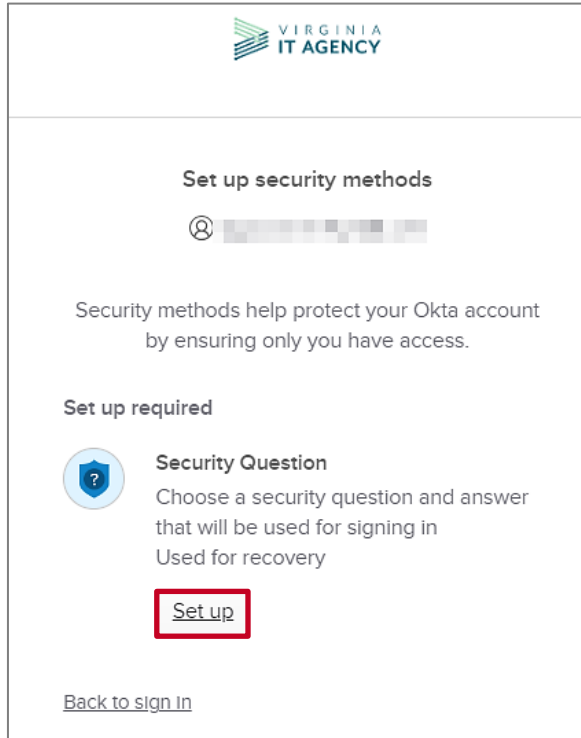 VIRGINIA
IT AGENCY
Set up security methods
Security methods help protect your Okta account
by ensuring only you have access.
Set up required
?
Security Question
Choose a security question and answer
that will be used for signing in
Used for recovery
Set up
Back to sign in